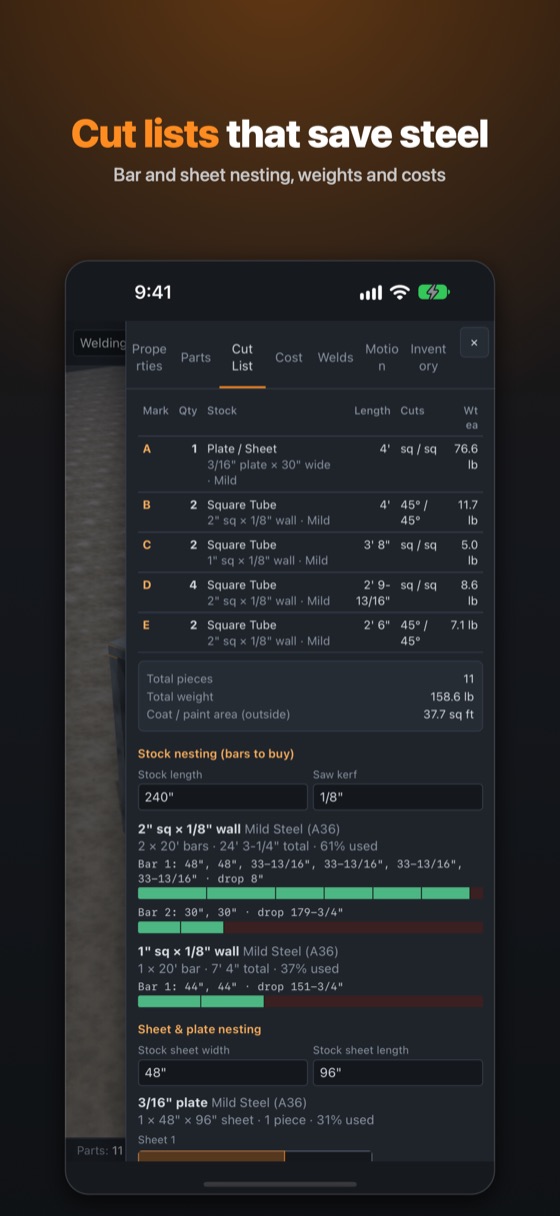 Cut lists that save steel
Bar and sheet nesting, weights and costs
9:41
Welding
Prope
rties
Parts
Cut
List
Cost
Welds
Motio
n
Invent
ory
×
Mark Qty Stock Length Cuts Wt
ea
A 1 Plate / Sheet 4' sq / sq 76.6
3/16" plate × 30" wide lb
· Mild
B 2 Square Tube 4' 45° / 11.7
2" sq × 1/8" wall · Mild 45° lb
C 2 Square Tube 3' 8" sq / sq 5.0
1" sq × 1/8" wall · Mild lb
D 4 Square Tube 2' 9- sq / sq 8.6
2" sq × 1/8" wall · Mild 13/16" lb
E 2 Square Tube 2' 6" 45° / 7.1 lb
2" sq × 1/8" wall · Mild 45°
Total pieces 11
Total weight 158.6 lb
Coat / paint area (outside) 37.7 sq ft
Stock nesting (bars to buy)
Stock length Saw kerf
240" 1/8"
2" sq × 1/8" wall Mild Steel (A36)
2 × 20' bars · 24' 3-1/4" total · 61% used
Bar 1: 48", 48", 33-13/16", 33-13/16", 33-13/16",
33-13/16" · drop 8"
Bar 2: 30", 30" · drop 179-3/4"
1" sq × 1/8" wall Mild Steel (A36)
1 × 20' bar · 7' 4" total · 37% used
Bar 1: 44", 44" · drop 151-3/4"
Sheet & plate nesting
Stock sheet width Stock sheet length
48" 96"
3/16" plate Mild Steel (A36)
1 × 48" × 96" sheet · 1 piece · 31% used
Sheet 1
Parts: 11